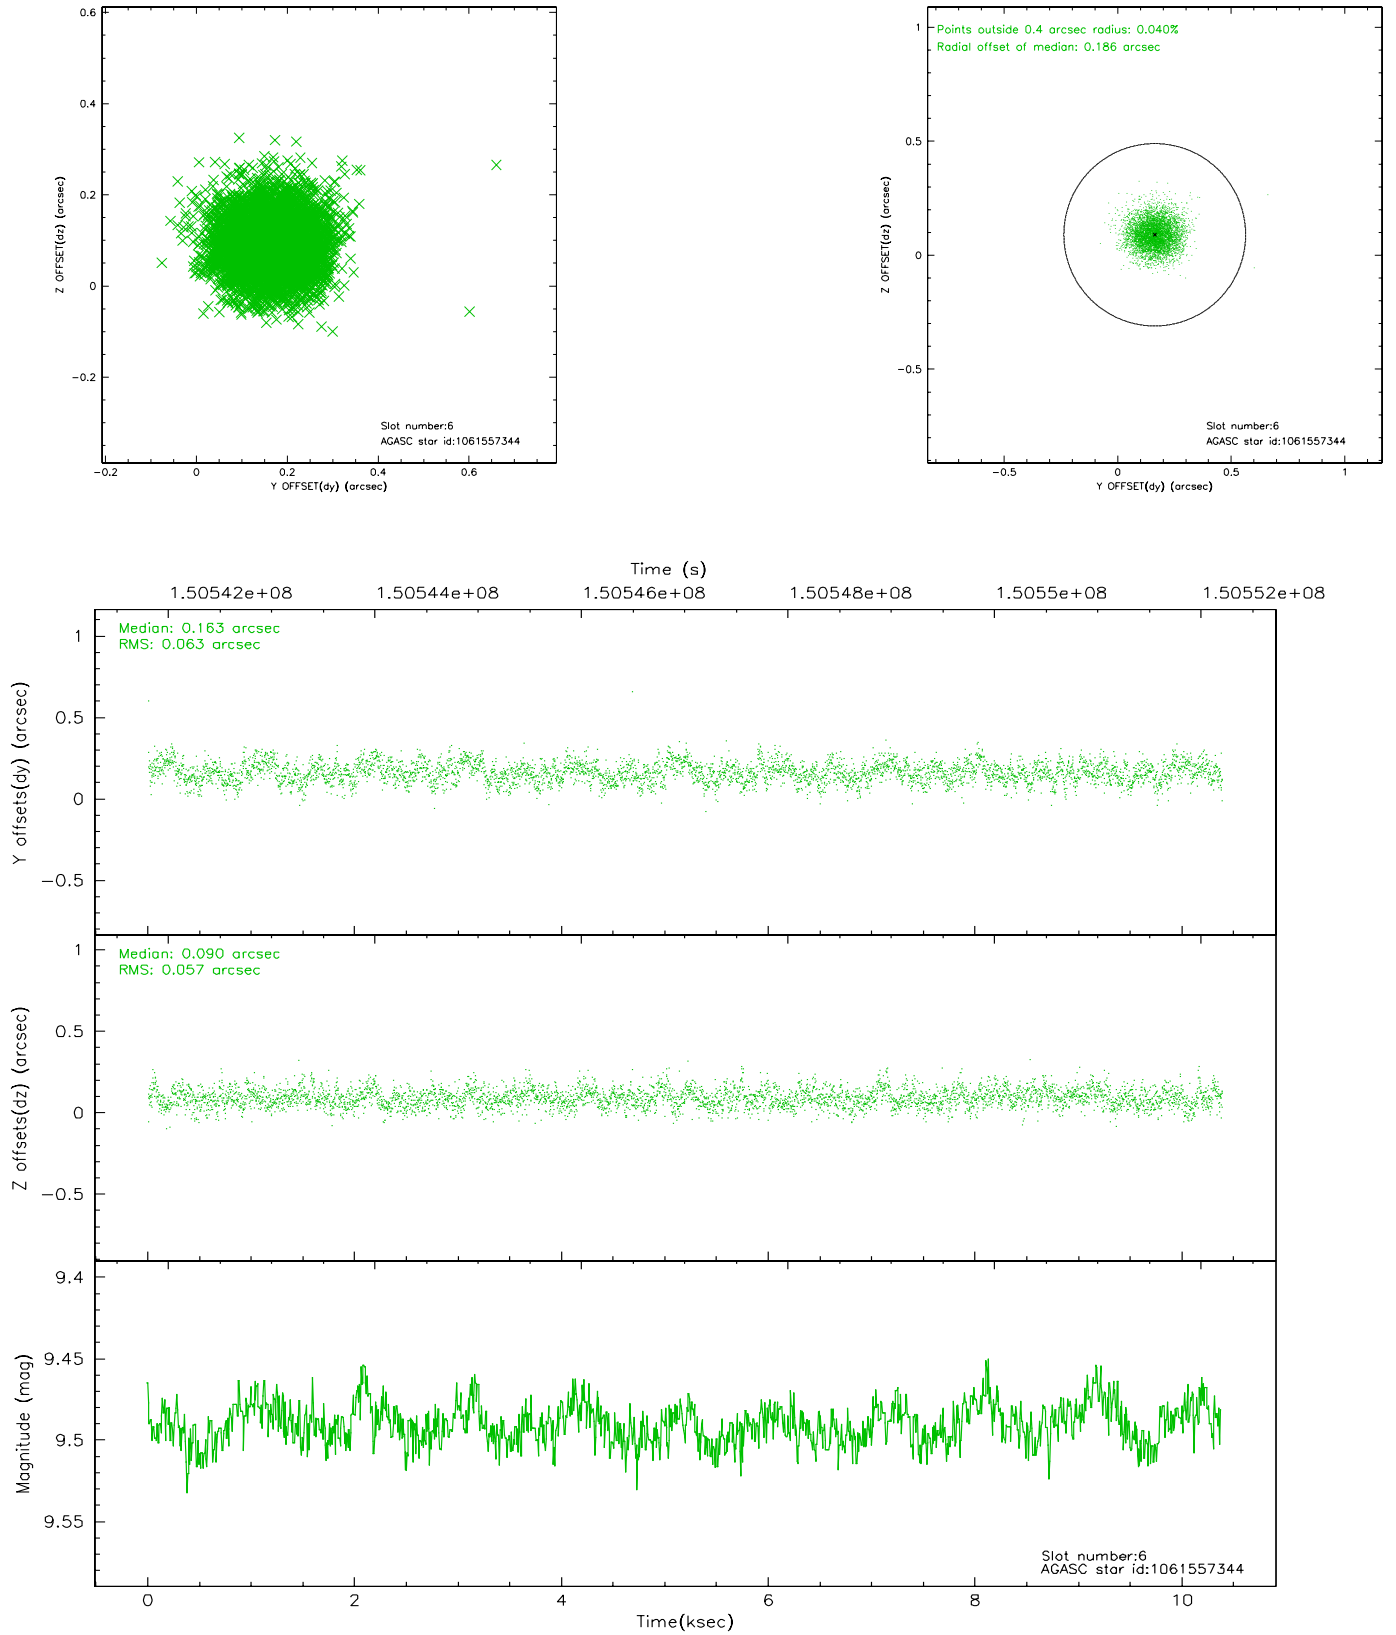 0.6
0.4
0.2
0
−0.2
Z OFFSET(dz) (arcsec)
Slot number:6
AGASC star id:1061557344
−0.2 0 0.2 0.4 0.6
Y OFFSET(dy) (arcsec)
Points outside 0.4 arcsec radius: 0.040%
Radial offset of median: 0.186 arcsec
1
0.5
0
−0.5
Z OFFSET(dz) (arcsec)
Slot number:6
AGASC star id:1061557344
−0.5 0 0.5 1
Y OFFSET(dy) (arcsec)
Time (s)
1.50542e+08 1.50544e+08 1.50546e+08 1.50548e+08 1.5055e+08 1.50552e+08
Median: 0.163 arcsec
RMS: 0.063 arcsec
1
0.5
0
−0.5
Y offsets(dy) (arcsec)
Median: 0.090 arcsec
RMS: 0.057 arcsec
1
0.5
0
−0.5
Z offsets(dz) (arcsec)
9.4
9.45
9.5
9.55
Magnitude (mag)
Slot number:6
AGASC star id:1061557344
0 2 4 6 8 10
Time(ksec)